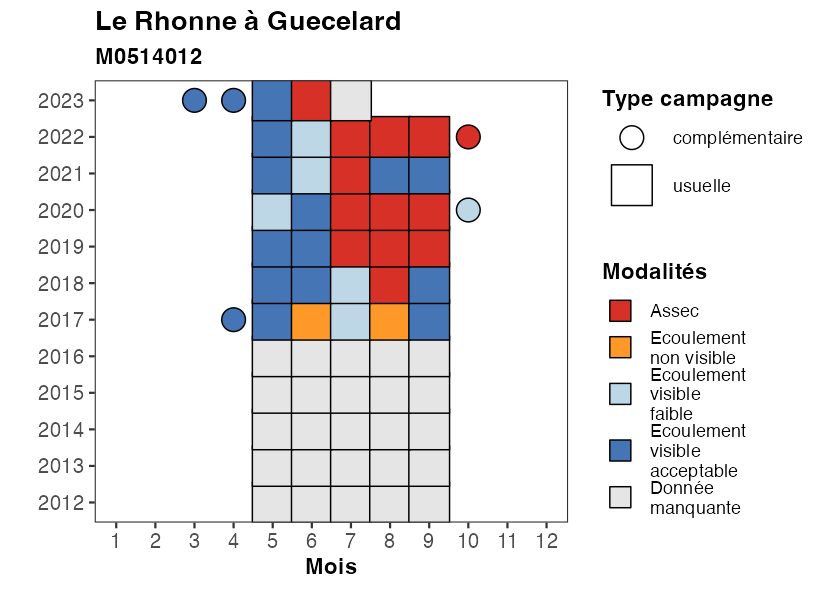 Le Rhonne à Guecelard
M0514012
2023
2022
2021
2020
2019
2018
2017
2016
2015
2014
2013
2012
1 2 3 4 5 6 7 8 9 10 11 12
Mois
Type campagne
complémentaire
usuelle
Modalités
Assec
Ecoulement
non visible
Ecoulement
visible
faible
Ecoulement
visible
acceptable
Donnée
manquante